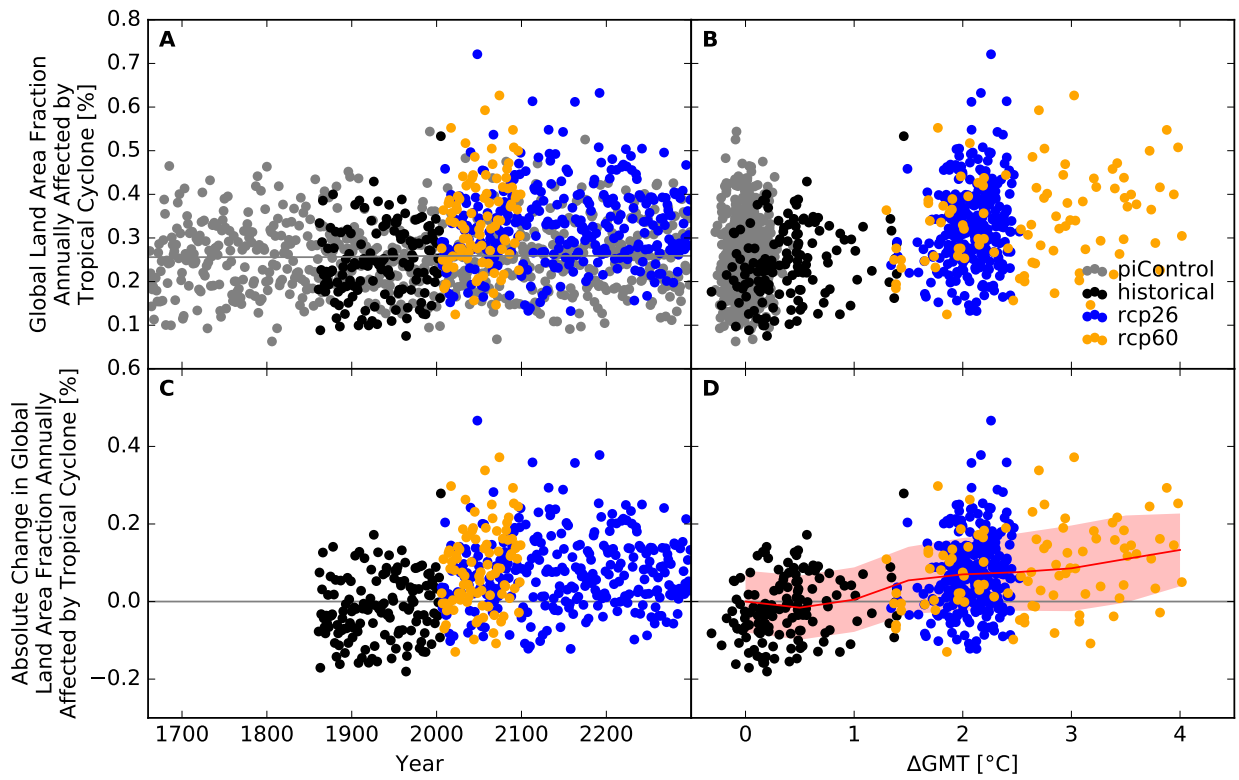 0.8
0.7
0.6
0.5
0.4
0.3
0.2
0.1
Global Land Area Fraction
Annually Affected by
Tropical Cyclone [%]
A
B
piControl
historical
rcp26
rcp60
0.6
0.4
0.2
0.0
−0.2
Absolute Change in Global
Land Area Fraction Annually
Affected by Tropical Cyclone [%]
C
D
1700 1800 1900 2000 2100 2200
Year
0 1 2 3 4
ΔGMT [°C]